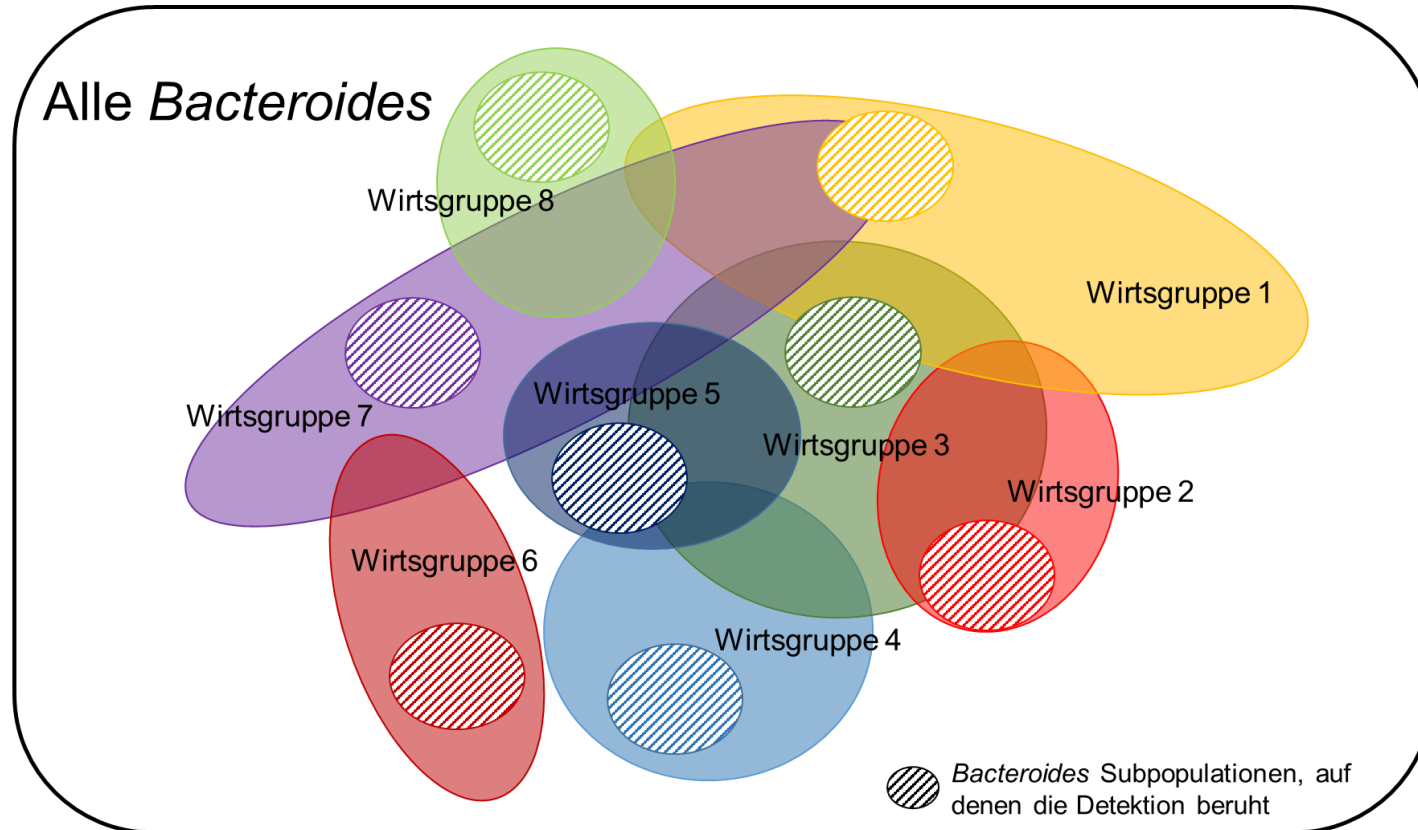 Alle Bacteroides
Wirtsgruppe 8
Wirtsgruppe 1
Wirtsgruppe 5
Wirtsgruppe 7
Wirtsgruppe 3
Wirtsgruppe 2
Wirtsgruppe 6
Wirtsgruppe 4
Bacteroides Subpopulationen, auf
denen die Detektion beruht